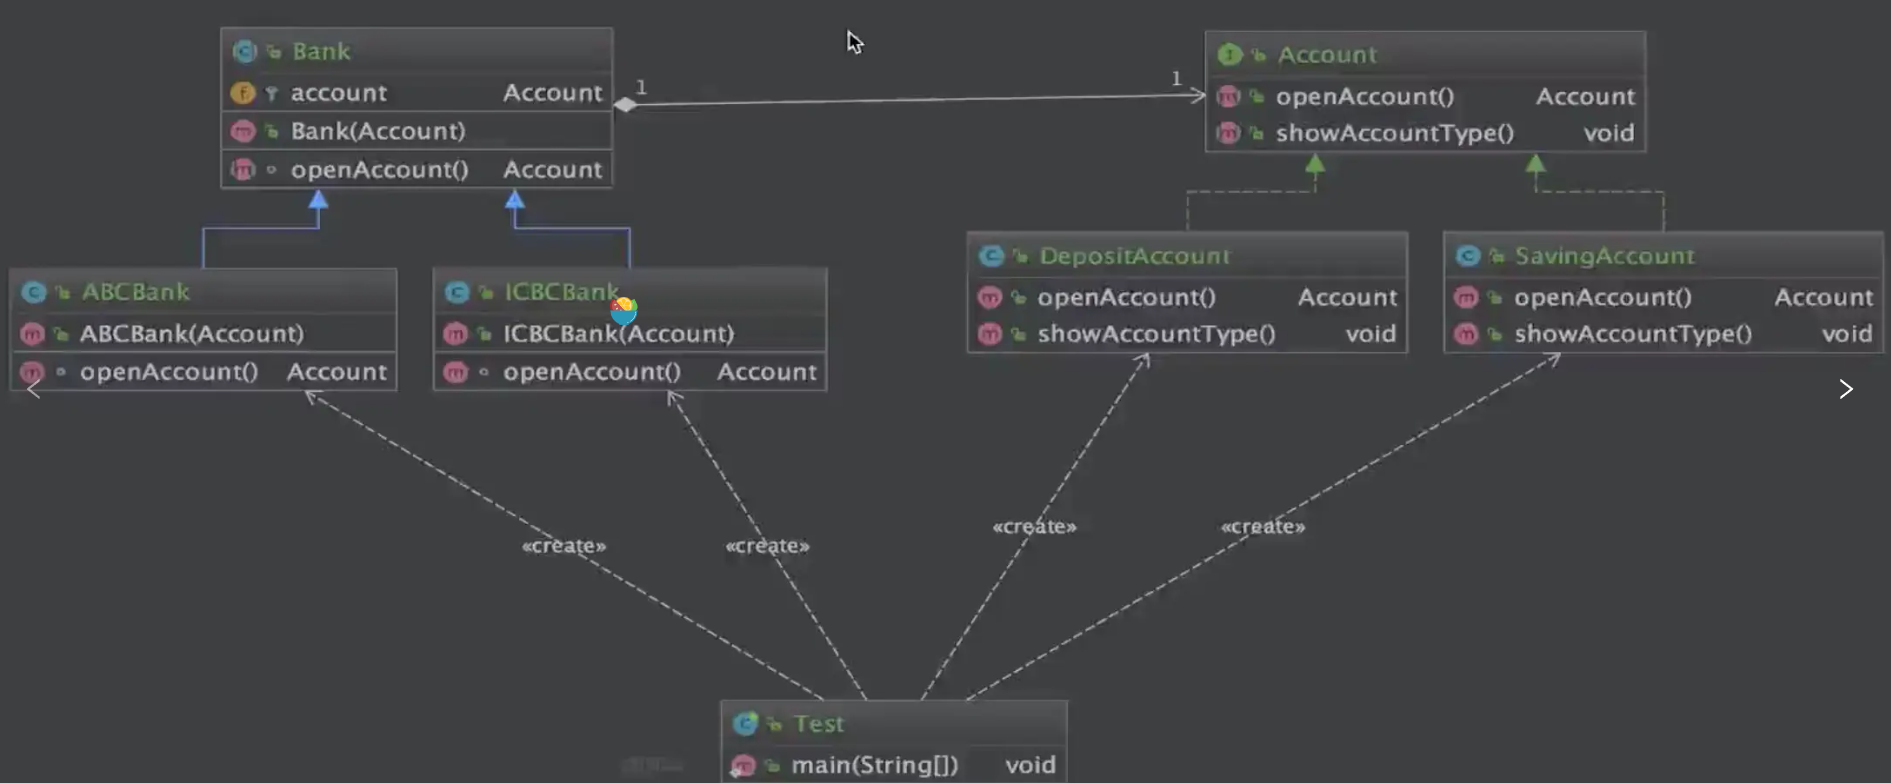 Bank
account Account
Bank(Account)
openAccount() Account
1
1
Account
openAccount() Account
showAccountType() void
ABCBank
ABCBank(Account)
openAccount() Account
ICBCBank
ICBCBank(Account)
openAccount() Account
DepositAccount
openAccount() Account
showAccountType() void
SavingAccount
openAccount() Account
showAccountType() void
«create»
«create»
«create»
«create»
Test
main(String[]) void